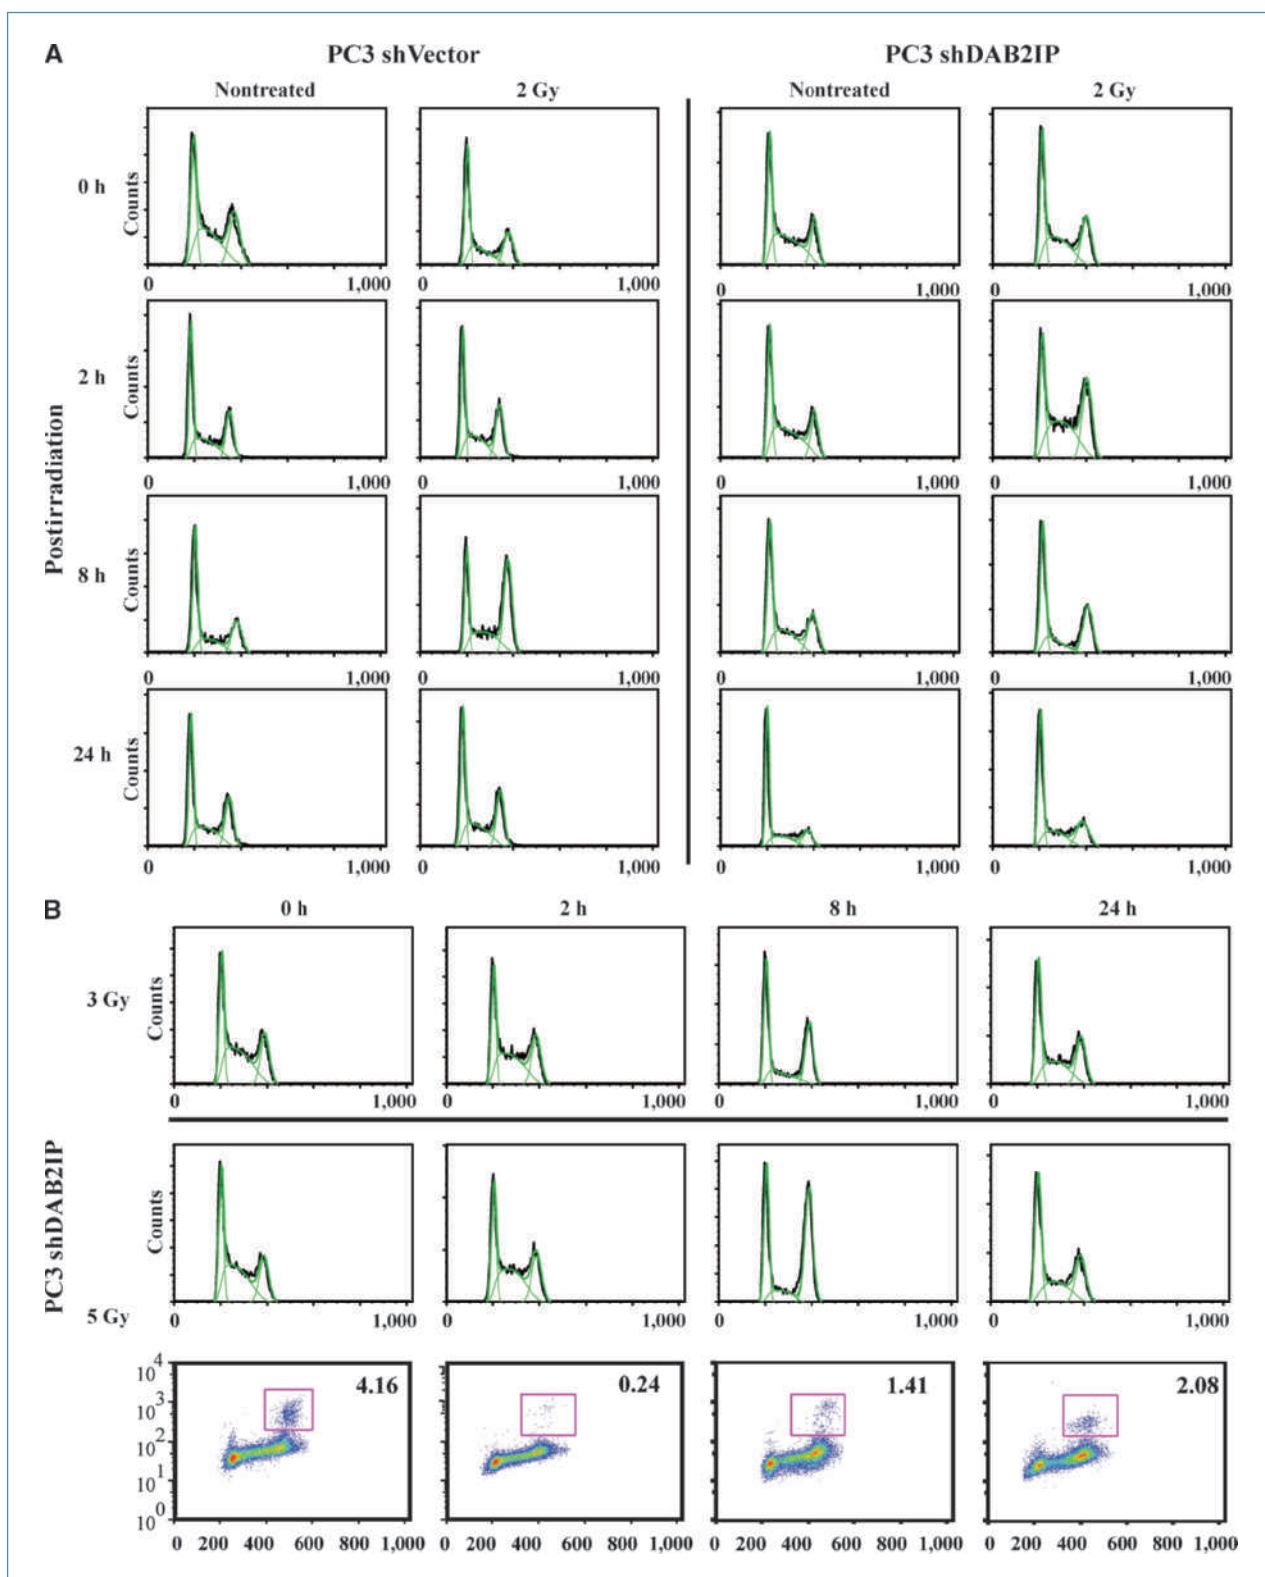 A
PC3 shVector
PC3 shDAB2IP
Nontreated
2 Gy
Nontreated
2 Gy
Postirradiation
0 h
Counts
0 1,000
0 1,000
0 1,000
0 1,000
2 h
Counts
0 1,000
0 1,000
0 1,000
0 1,000
8 h
Counts
0 1,000
0 1,000
0 1,000
0 1,000
24 h
Counts
0 1,000
0 1,000
0 1,000
0 1,000
B
0 h
2 h
8 h
24 h
PC3 shDAB2IP
3 Gy
Counts
0 1,000
0 1,000
0 1,000
0 1,000
5 Gy
Counts
0 1,000
0 1,000
0 1,000
0 1,000
10^4
10^3
10^2
10^1
10^0
4.16
0.24
1.41
2.08
0 200 400 600 800 1,000
0 200 400 600 800 1,000
0 200 400 600 800 1,000
0 200 400 600 800 1,000